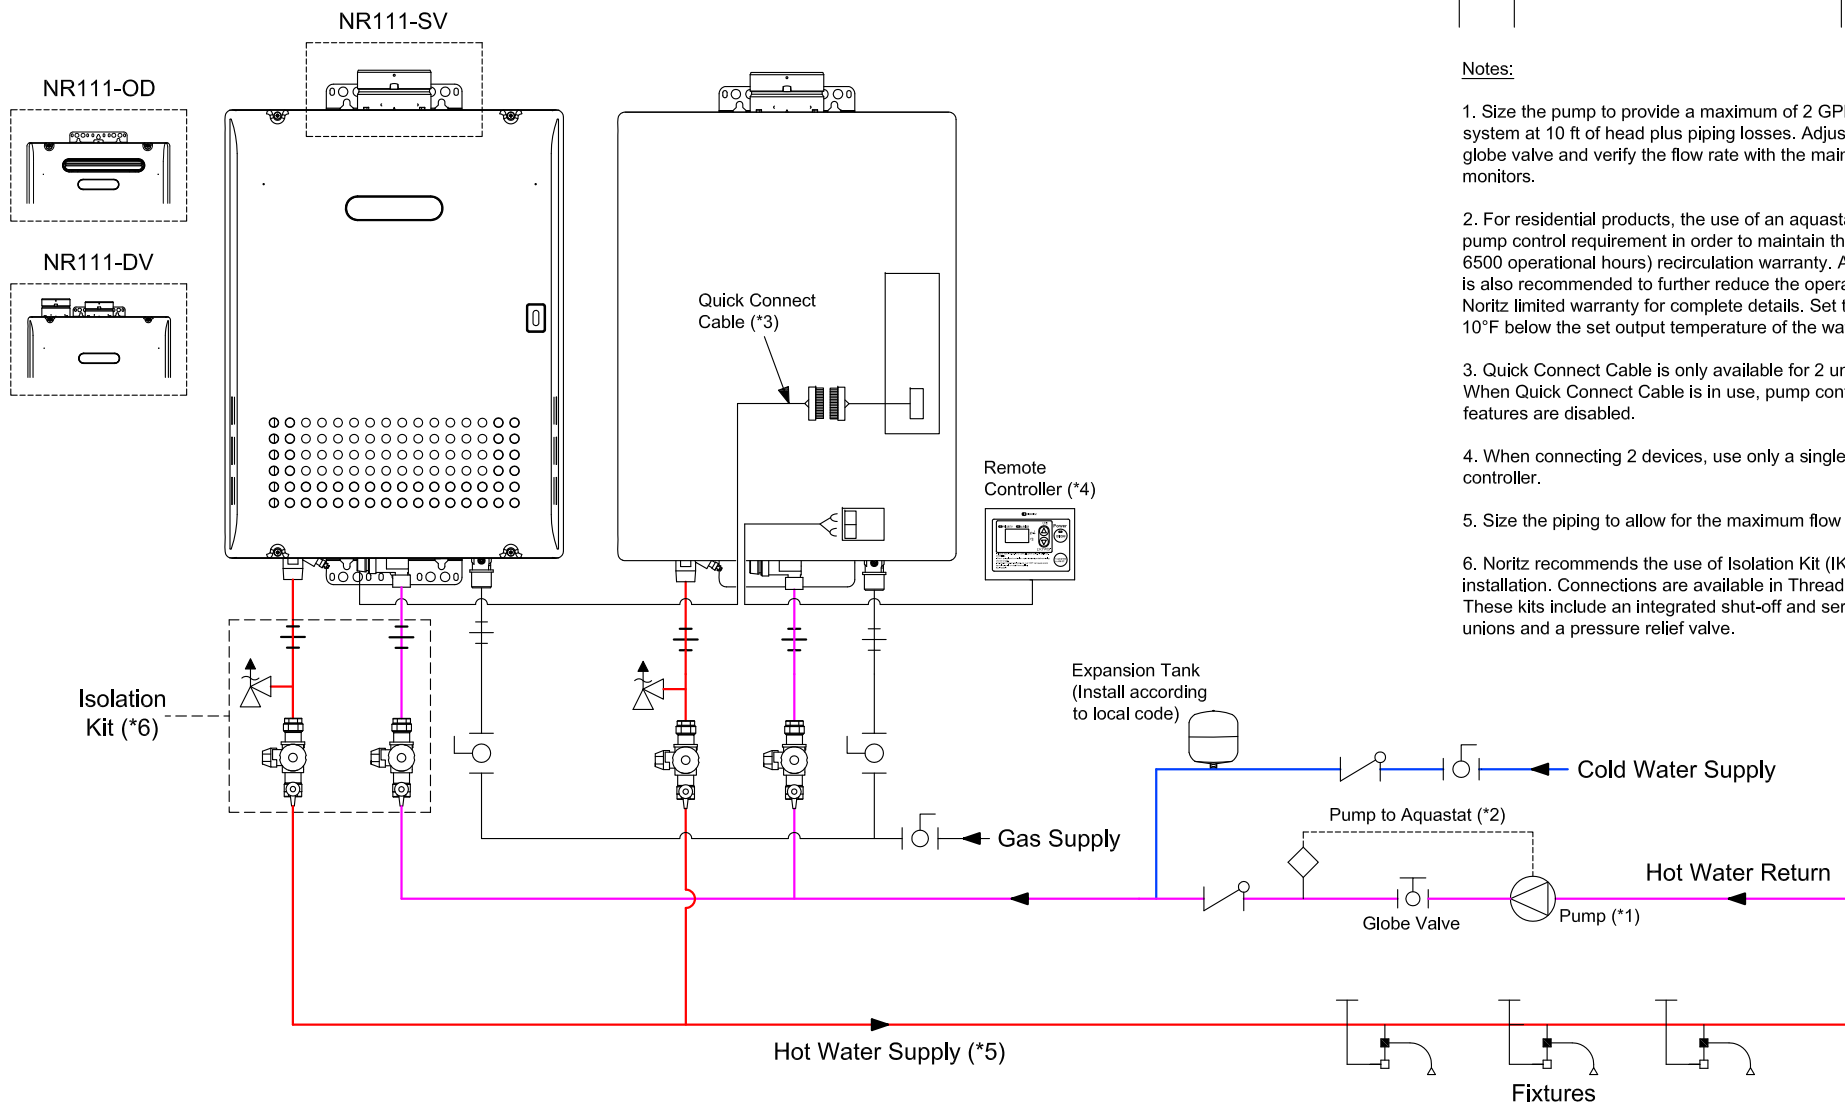 NR111-SV
NR111-OD
NR111-DV
Quick Connect
Cable (*3)
Remote
Controller (*4)
Isolation
Kit (*6)
Expansion Tank
(Install according
to local code)
Cold Water Supply
Pump to Aquastat (*2)
Gas Supply
Hot Water Return
Globe Valve
Pump (*1)
Hot Water Supply (*5)
Fixtures
Notes:
1. Size the pump to provide a maximum of 2 GP
system at 10 ft of head plus piping losses. Adjus
globe valve and verify the flow rate with the main
monitors.
2. For residential products, the use of an aquasta
pump control requirement in order to maintain th
6500 operational hours) recirculation warranty. A
is also recommended to further reduce the opera
Noritz limited warranty for complete details. Set t
10°F below the set output temperature of the wa
3. Quick Connect Cable is only available for 2 un
When Quick Connect Cable is in use, pump con
features are disabled.
4. When connecting 2 devices, use only a single
controller.
5. Size the piping to allow for the maximum flow
6. Noritz recommends the use of Isolation Kit (IK
installation. Connections are available in Thread
These kits include an integrated shut-off and ser
unions and a pressure relief valve.